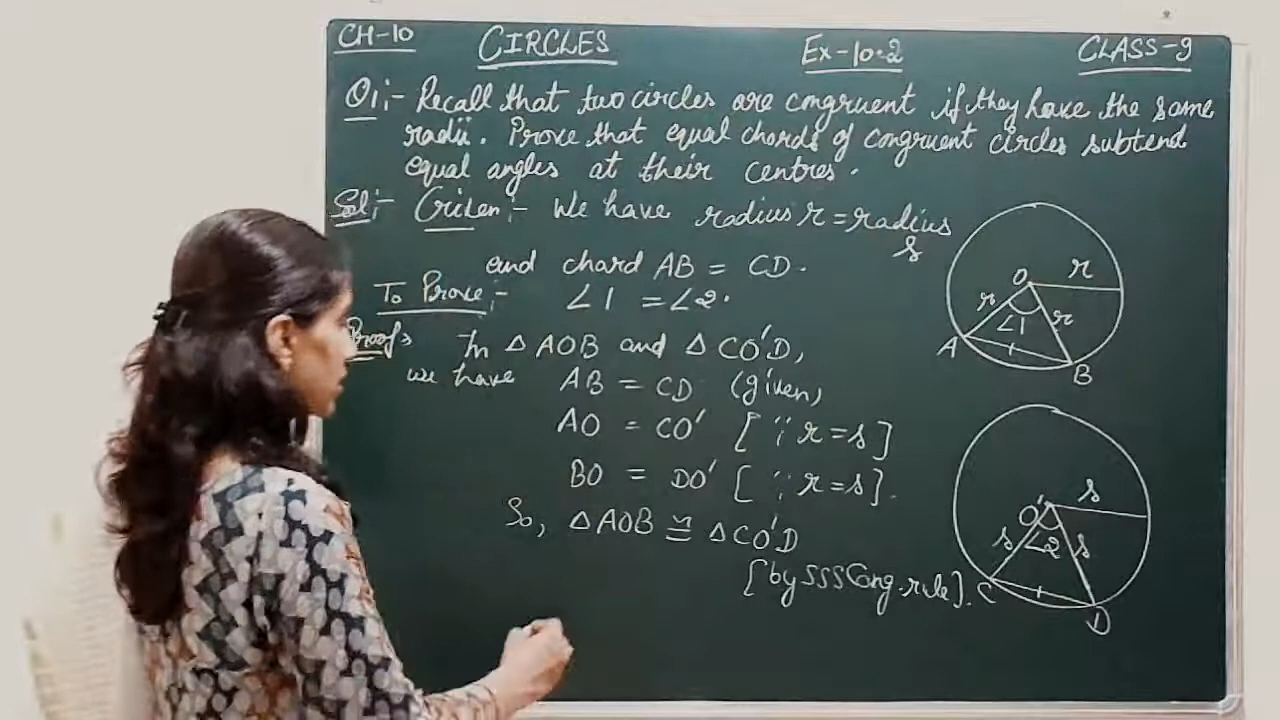 CH-10 CIRCLES Ex-10.2 CLASS-9
Q1:- Recall that two circles are congruent if they have the same
radii. Prove that equal chords of congruent circles subtend
equal angles at their centres.
Sol:- Given:- We have radius r = radius
s
and chord AB = CD.
To Prove:- ∠1 = ∠2.
Proof: In △AOB and △CO'D,
we have AB = CD (given)
AO = CO' [∵ r = s]
BO = DO' [∵ r = s].
So, △AOB ≅ △CO'D
[by SSS Cong. rule].
O r
r ∠1 r
A B
O' s
s ∠2 s
C D